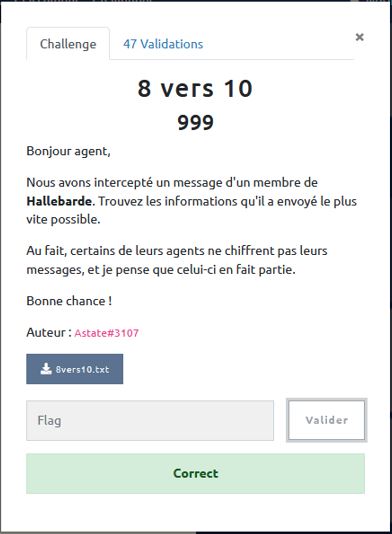 Challenge
47 Validations
×
8 vers 10
999
Bonjour agent,
Nous avons intercepté un message d'un membre de
Hallebarde. Trouvez les informations qu'il a envoyé le plus
vite possible.
Au fait, certains de leurs agents ne chiffrent pas leurs
messages, et je pense que celui-ci en fait partie.
Bonne chance !
Auteur : Astate#3107
8vers10.txt
Flag
Valider
Correct